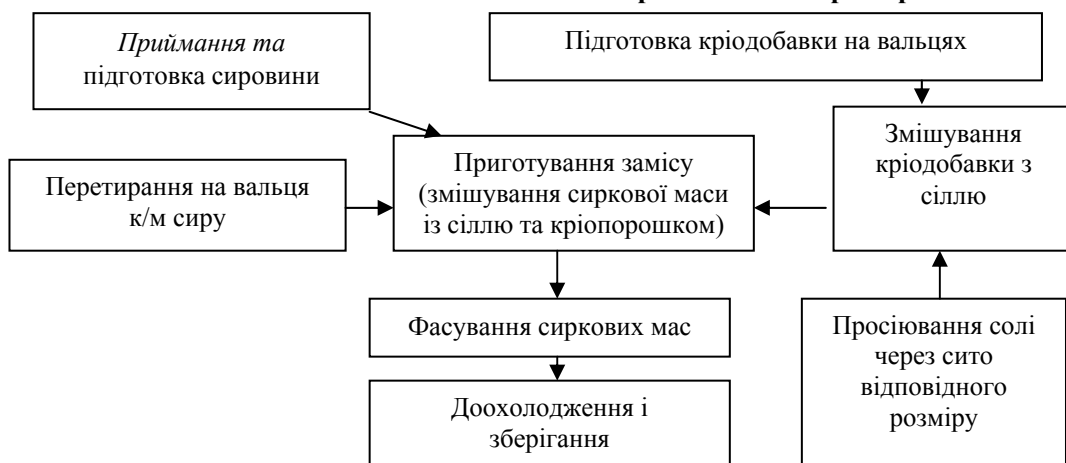 Приймання та
підготовка сировини
Підготовка кріодобавки на вальцях
Перетирання на вальця
к/м сиру
Приготування замісу
(змішування сиркової маси
із сіллю та кріопорошком)
Змішування
кріодобавки з
сіллю
Фасування сиркових мас
Просіювання солі
через сито
відповідного
розміру
Доохолодження і
зберігання